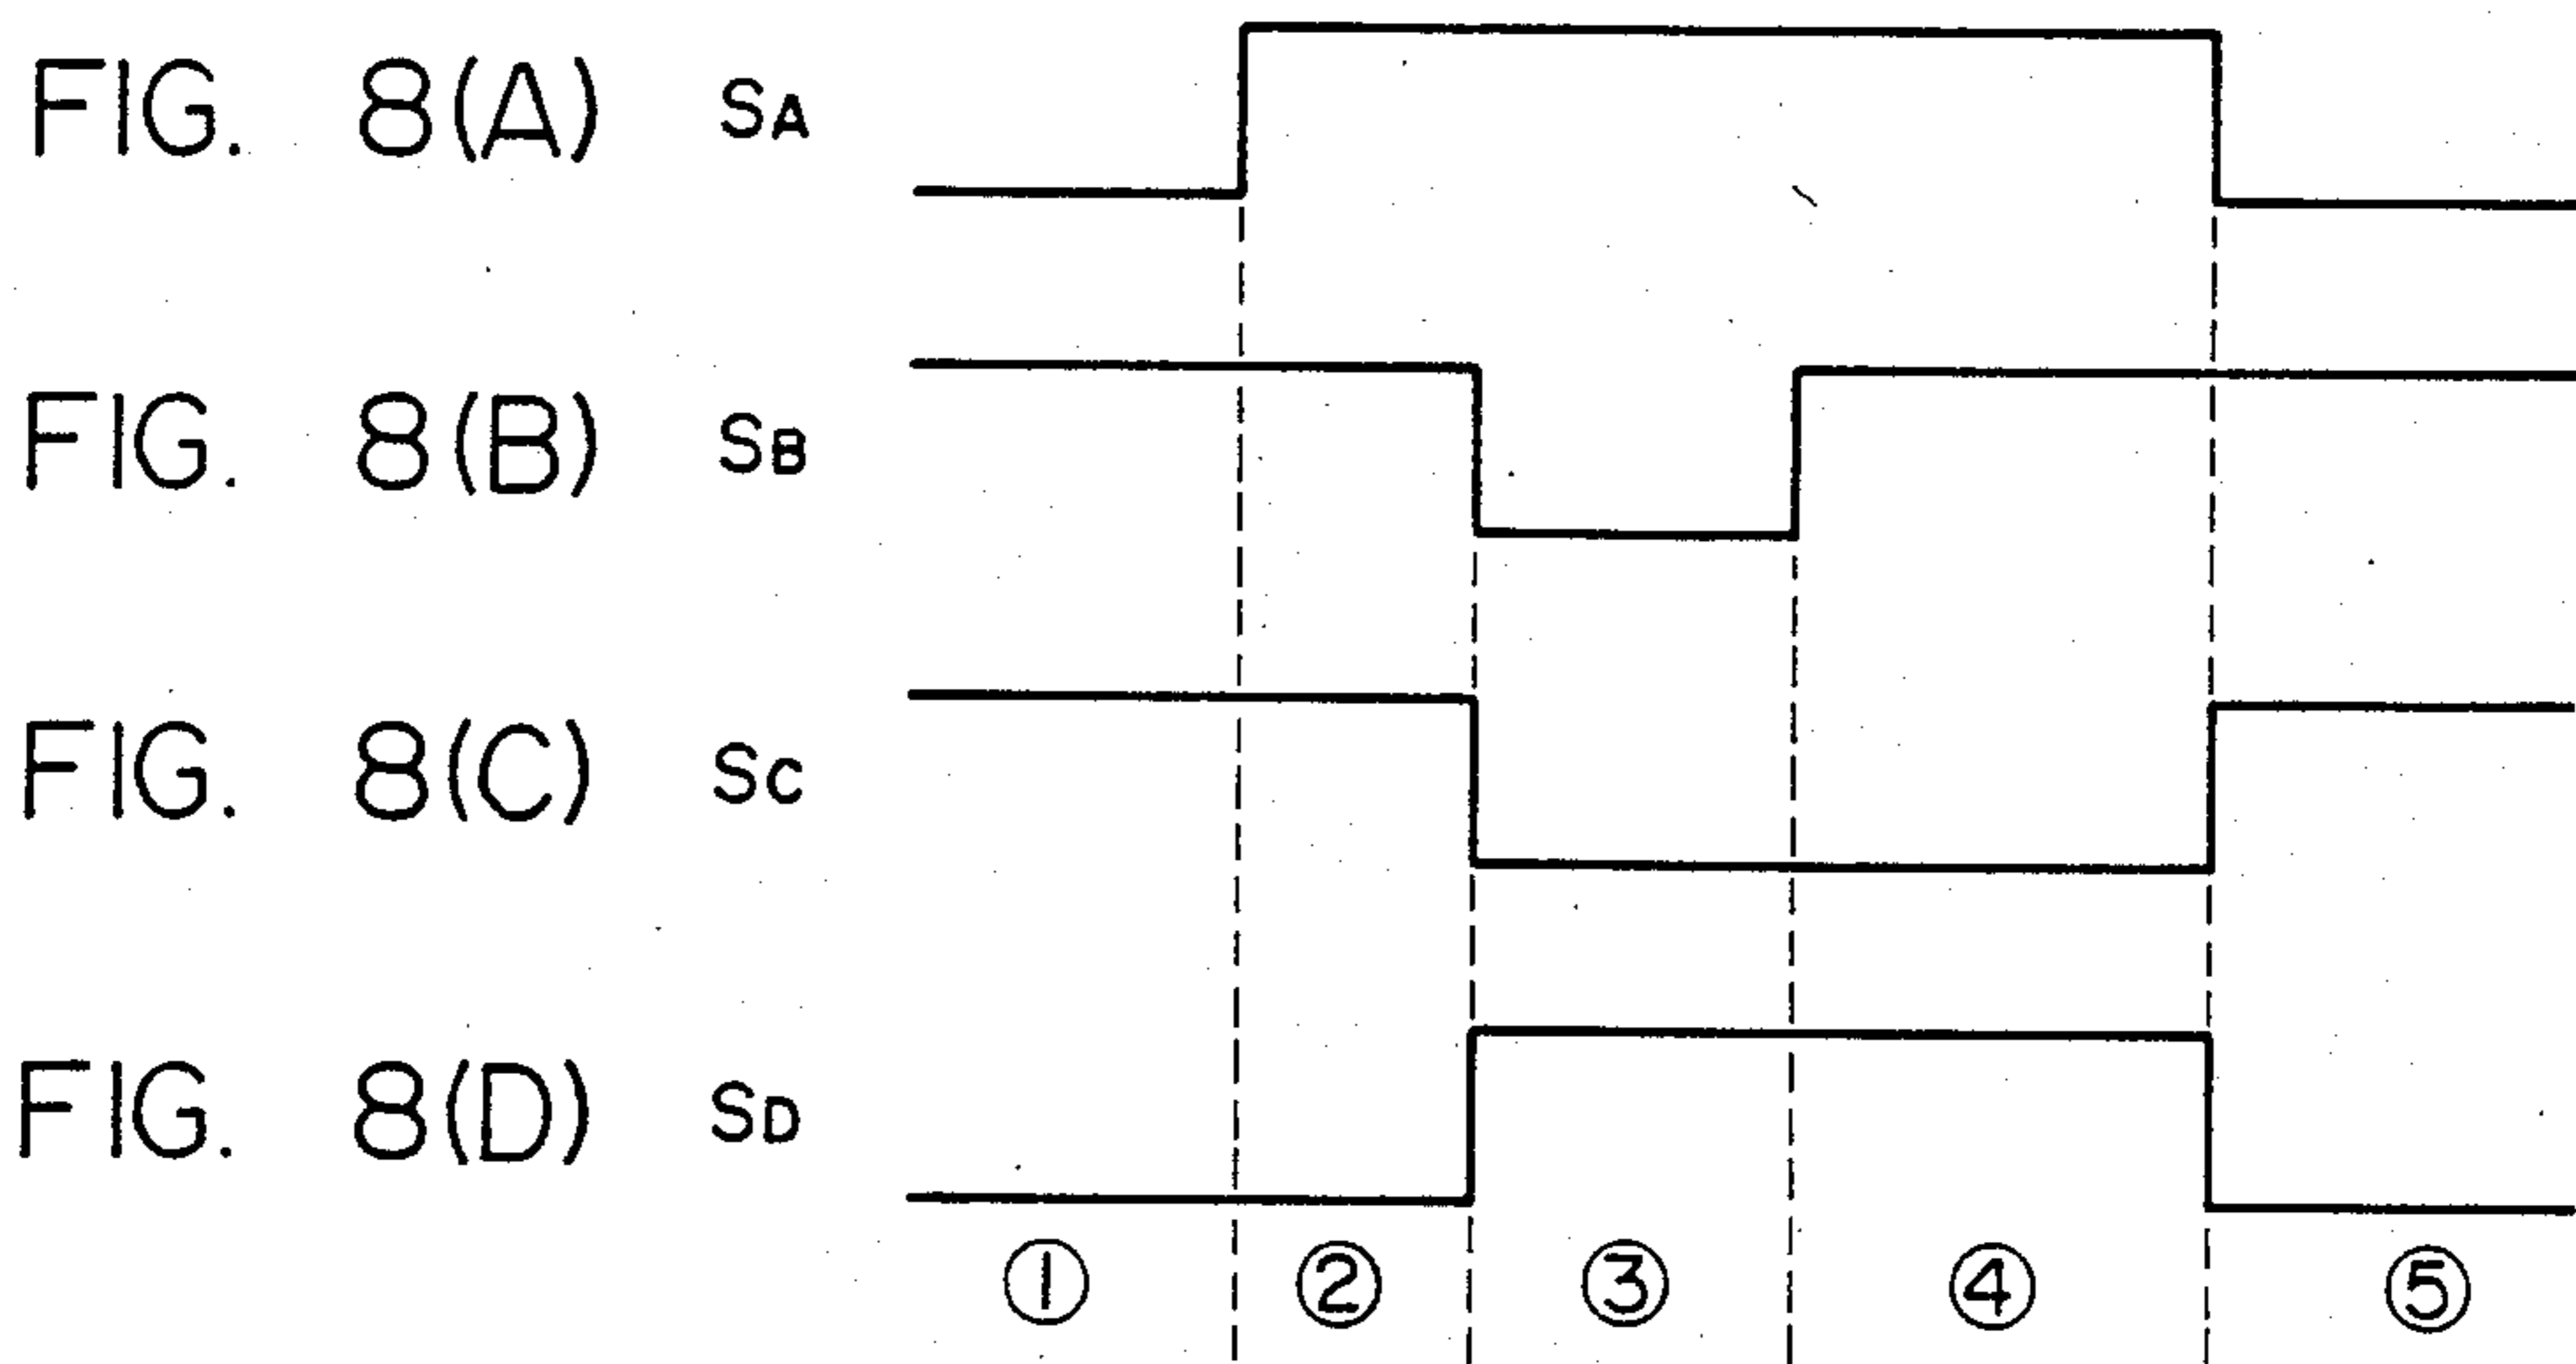 FIG. 8(A) SA
FIG. 8(B) SB
FIG. 8(C) SC
FIG. 8(D) SD
① ② ③ ④ ⑤